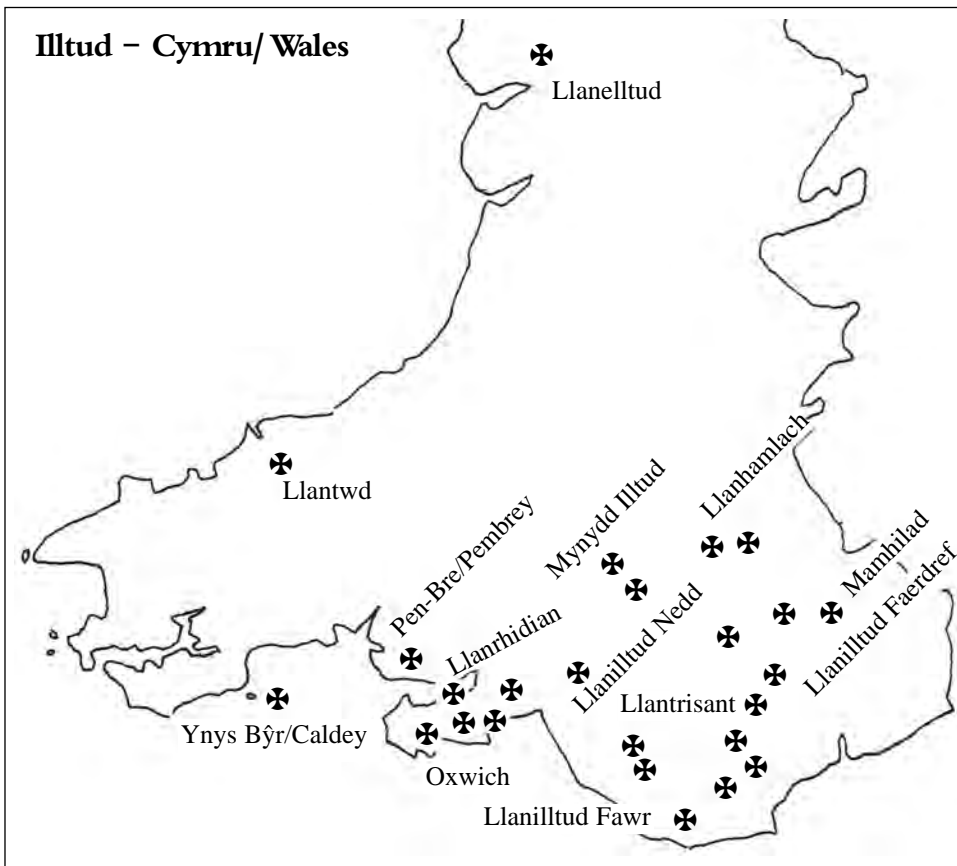 Illtud – Cymru/Wales
Llanelltud
Llantwd
Llanhamlach
Mynydd Illtud
Pen-Bre/Pembrey
Mamhilad
Llanrhidian
Llanilltud Nedd
Llanilltud Faerdref
Llantrisant
Ynys Bŷr/Caldey
Oxwich
Llanilltud Fawr